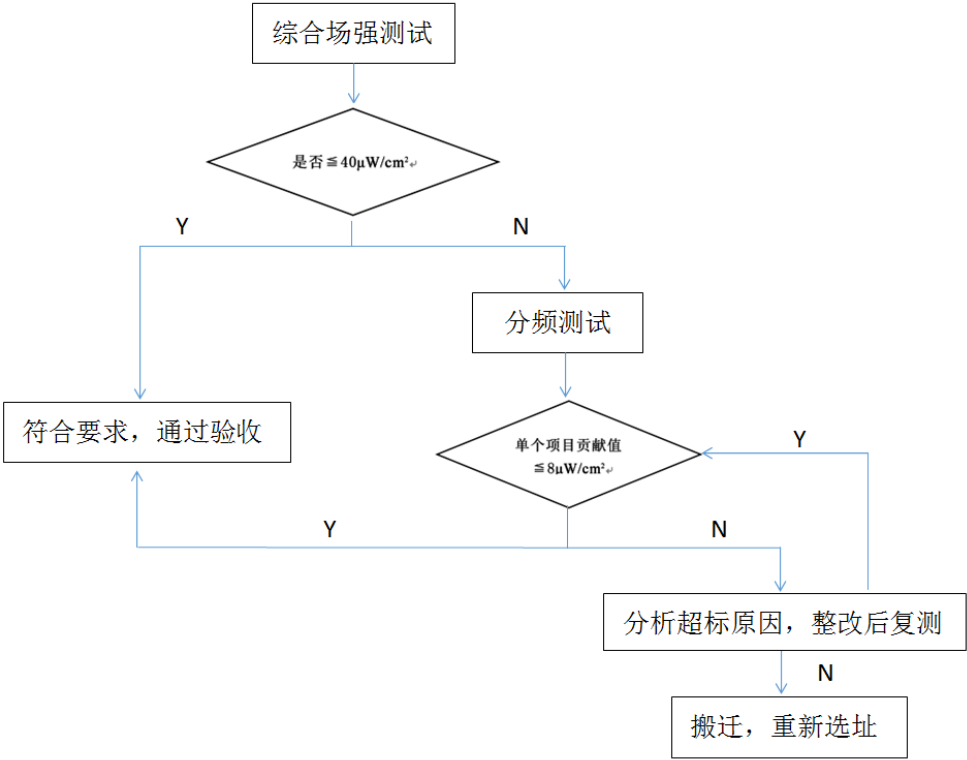 综合场强测试
是否≦40μW/cm²
Y
N
分频测试
符合要求，通过验收
单个项目贡献值
≦8μW/cm²
Y
Y
N
分析超标原因，整改后复测
N
搬迁，重新选址